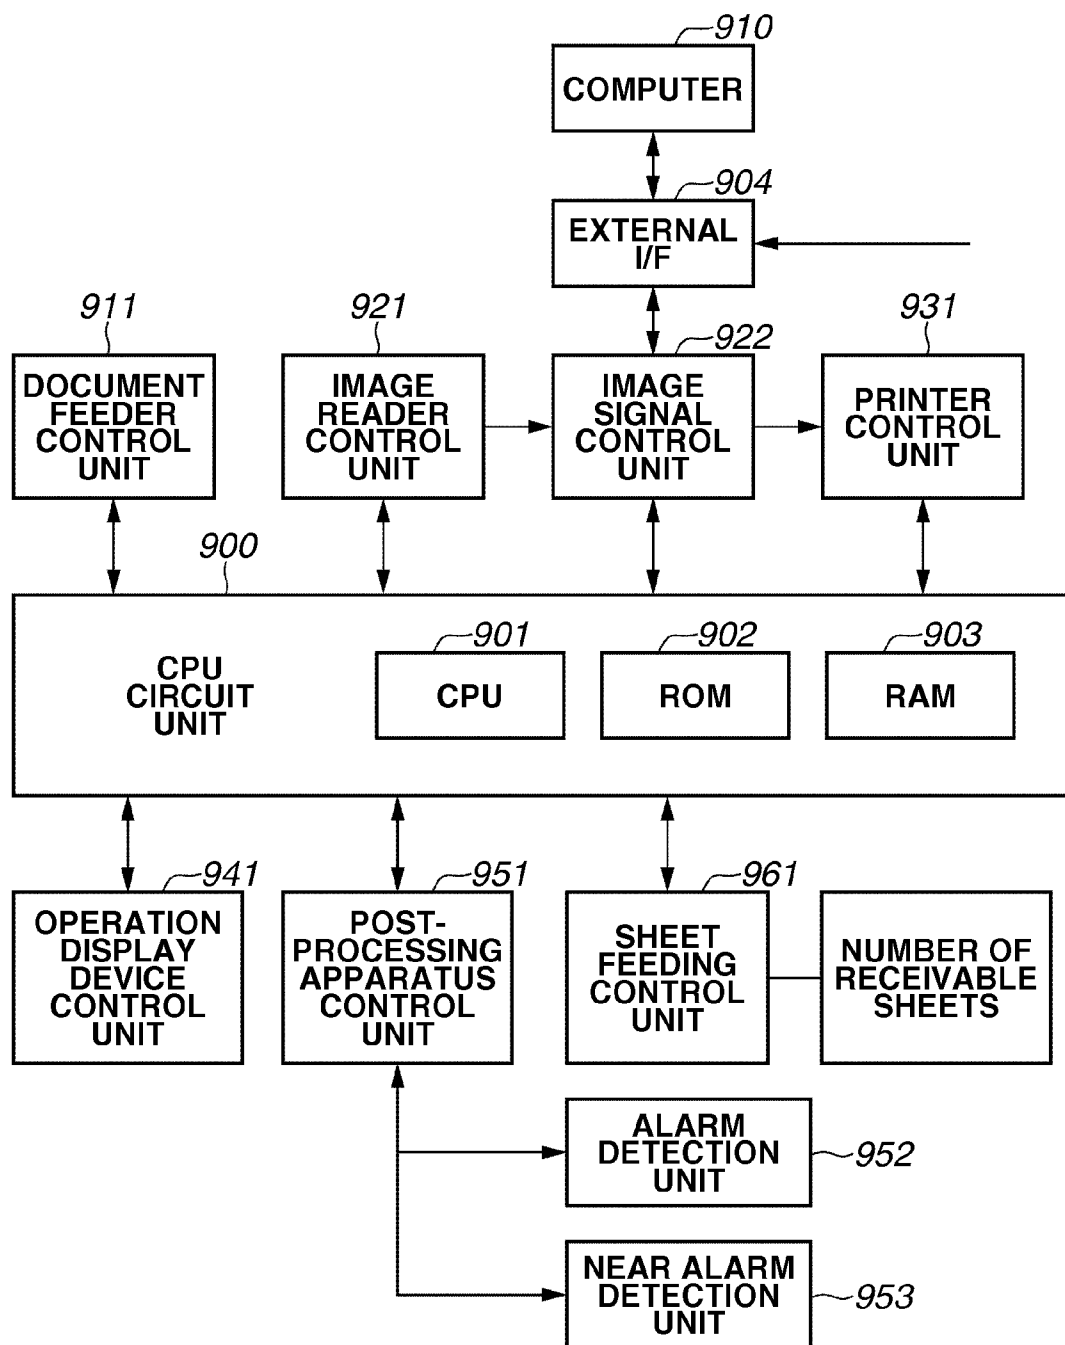 910
COMPUTER
904
EXTERNAL
I/F
911
921
922
931
DOCUMENT
FEEDER
CONTROL
UNIT
IMAGE
READER
CONTROL
UNIT
IMAGE
SIGNAL
CONTROL
UNIT
PRINTER
CONTROL
UNIT
900
CPU
CIRCUIT
UNIT
901
CPU
902
ROM
903
RAM
941
OPERATION
DISPLAY
DEVICE
CONTROL
UNIT
951
POST-
PROCESSING
APPARATUS
CONTROL
UNIT
961
SHEET
FEEDING
CONTROL
UNIT
NUMBER OF
RECEIVABLE
SHEETS
ALARM
DETECTION
UNIT
952
NEAR ALARM
DETECTION
UNIT
953